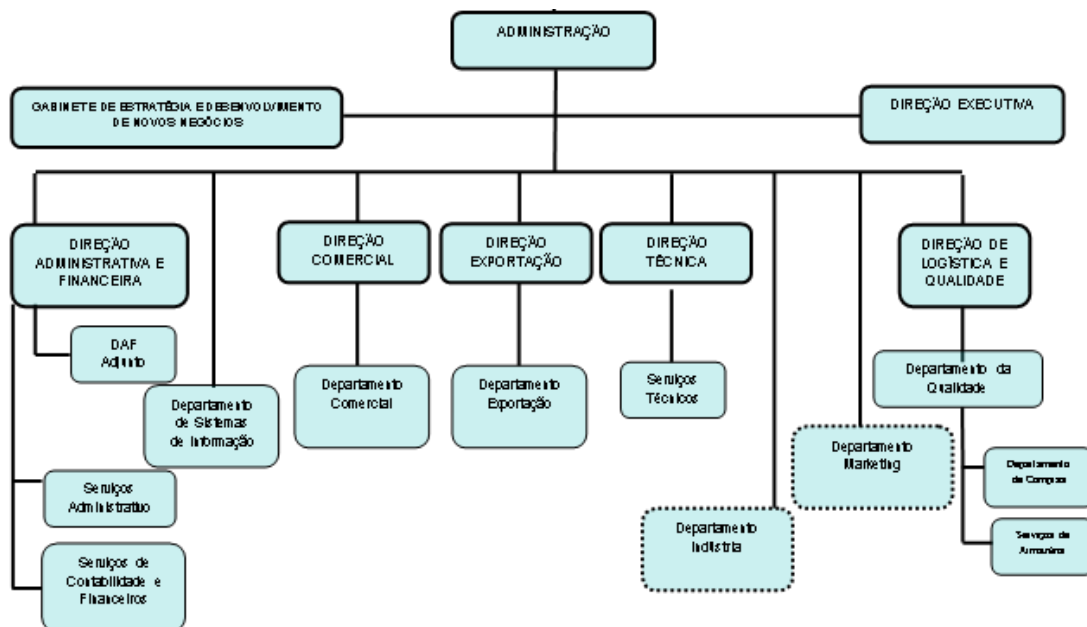 ADMINISTRAÇÃO
GABINETE DE ESTRATÉGIA E DESENVOLVIMENTO
DE NOVOS NEGÓCIOS
DIREÇÃO EXECUTIVA
DIREÇÃO
ADMINISTRATIVA E
FINANCEIRA
DIREÇÃO
COMERCIAL
DIREÇÃO
EXPORTAÇÃO
DIREÇÃO
TÉCNICA
DIREÇÃO DE
LOGÍSTICA E
QUALIDADE
DAF
Adjunto
Departamento
de Sistemas
de Informação
Departamento
Comercial
Departamento
Exportação
Serviços
Técnicos
Departamento da
Qualidade
Departamento
Marketing
Departamento
de Compras
Serviços
Administrativo
Departamento
Indústria
Serviços de
Serviços de
Contabilidade e
Financeiros